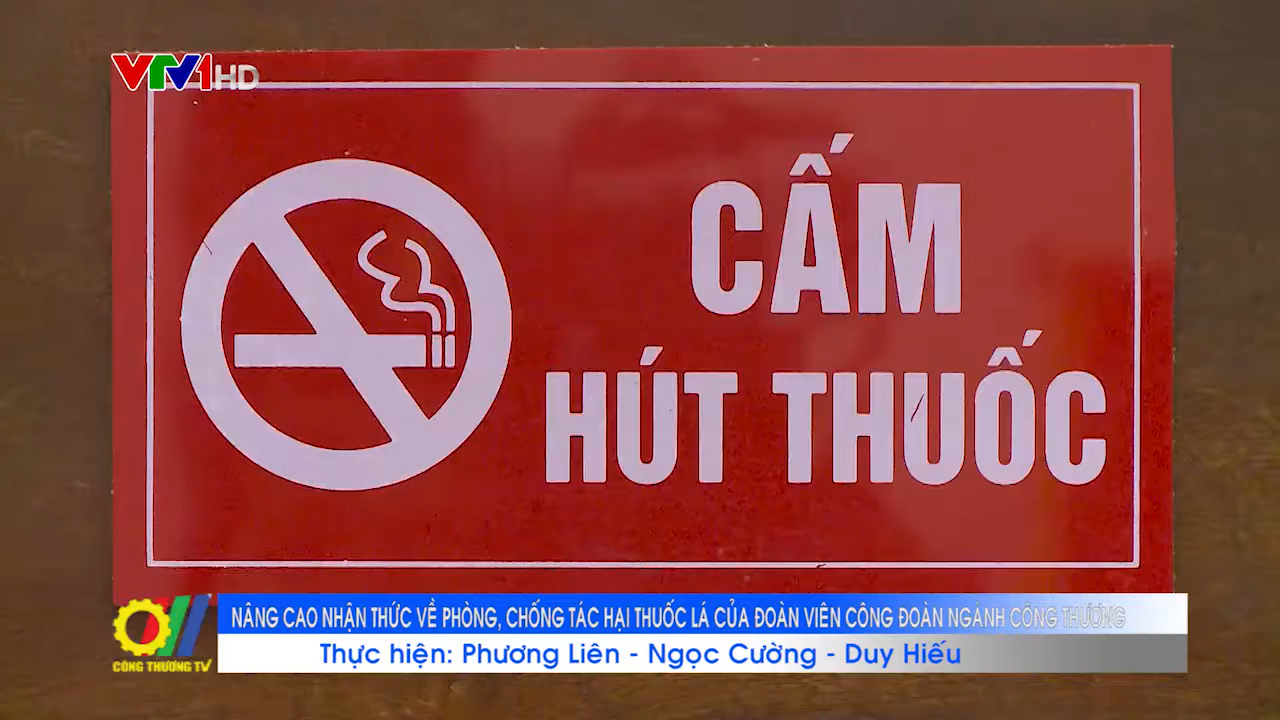 VTV1 HD
CẤM
HÚT THUỐC
NÂNG CAO NHẬN THỨC VỀ PHÒNG, CHỐNG TÁC HẠI THUỐC LÁ CỦA ĐOÀN VIÊN CÔNG ĐOÀN NGÀNH CÔNG THƯƠNG
CÔNG THƯƠNG TV
Thực hiện: Phương Liên - Ngọc Cường - Duy Hiếu